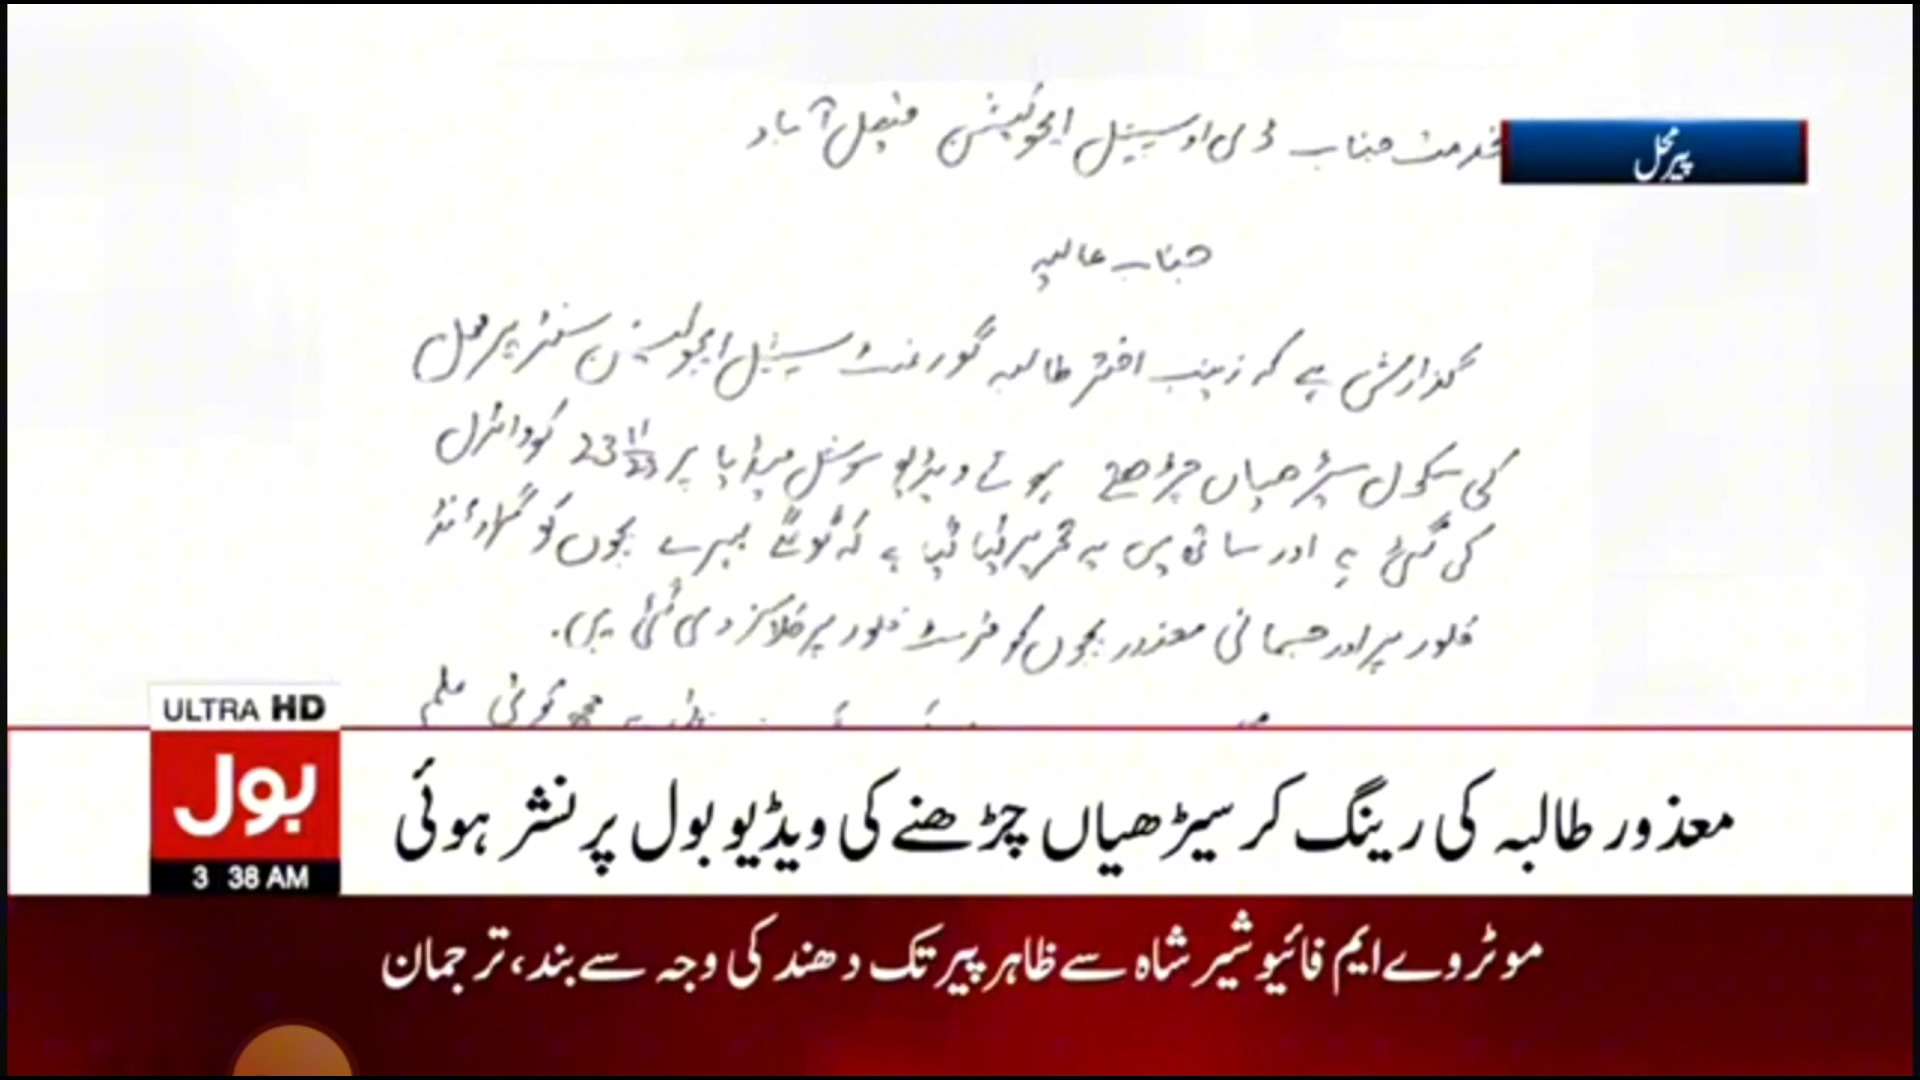 بخدمت جناب ڈی او سپیشل ایجوکیشن فیصل آباد
پیر محل
جناب عالیہ
گذارش ہے کہ زینب اختر طالبہ گورنمنٹ سپیشل ایجوکیشن سنٹر پیر محل
کی سکول سیڑھیاں چڑھتے ہوئے ویڈیو سوشل میڈیا پر 23 11/23 کو وائرل
کی گئی ہے اور ساتھ ہی یہ تحریر کیا گیا ہے کہ گونگے بہرے بچوں کو گراؤنڈ
فلور پر اور جسمانی معذور بچوں کو فرسٹ فلور پر کلاسز دی گئی ہیں.
ULTRA HD
بول
3 38 AM
معذور طالبہ کی رینگ کر سیڑھیاں چڑھنے کی ویڈیو بول پر نشر ہوئی
موٹروے ایم فائیو شیر شاہ سے ظاہر پیر تک دھند کی وجہ سے بند، ترجمان